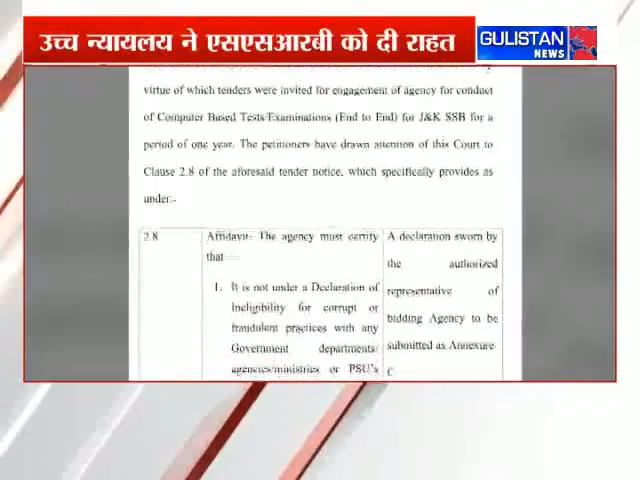 उच्च न्यायलय ने एसएसआरबी को दी राहत
GULISTAN
NEWS
virtue of which tenders were invited for engagement of agency for conduct
of Computer Based Tests/Examinations (End to End) for J&K SSB for a
period of one year. The petitioners have drawn attention of this Court to
Clause 2.8 of the aforesaid tender notice, which specifically provides as
under:-
2.8
Affidavit- The agency must certify
that
1. It is not under a Declaration of
Ineligibility for corrupt or
fraudulent practices with any
Government departments/
agencies/ministries or PSU's
A declaration sworn by
the authorized
representative of
bidding Agency to be
submitted as Annexure-
C